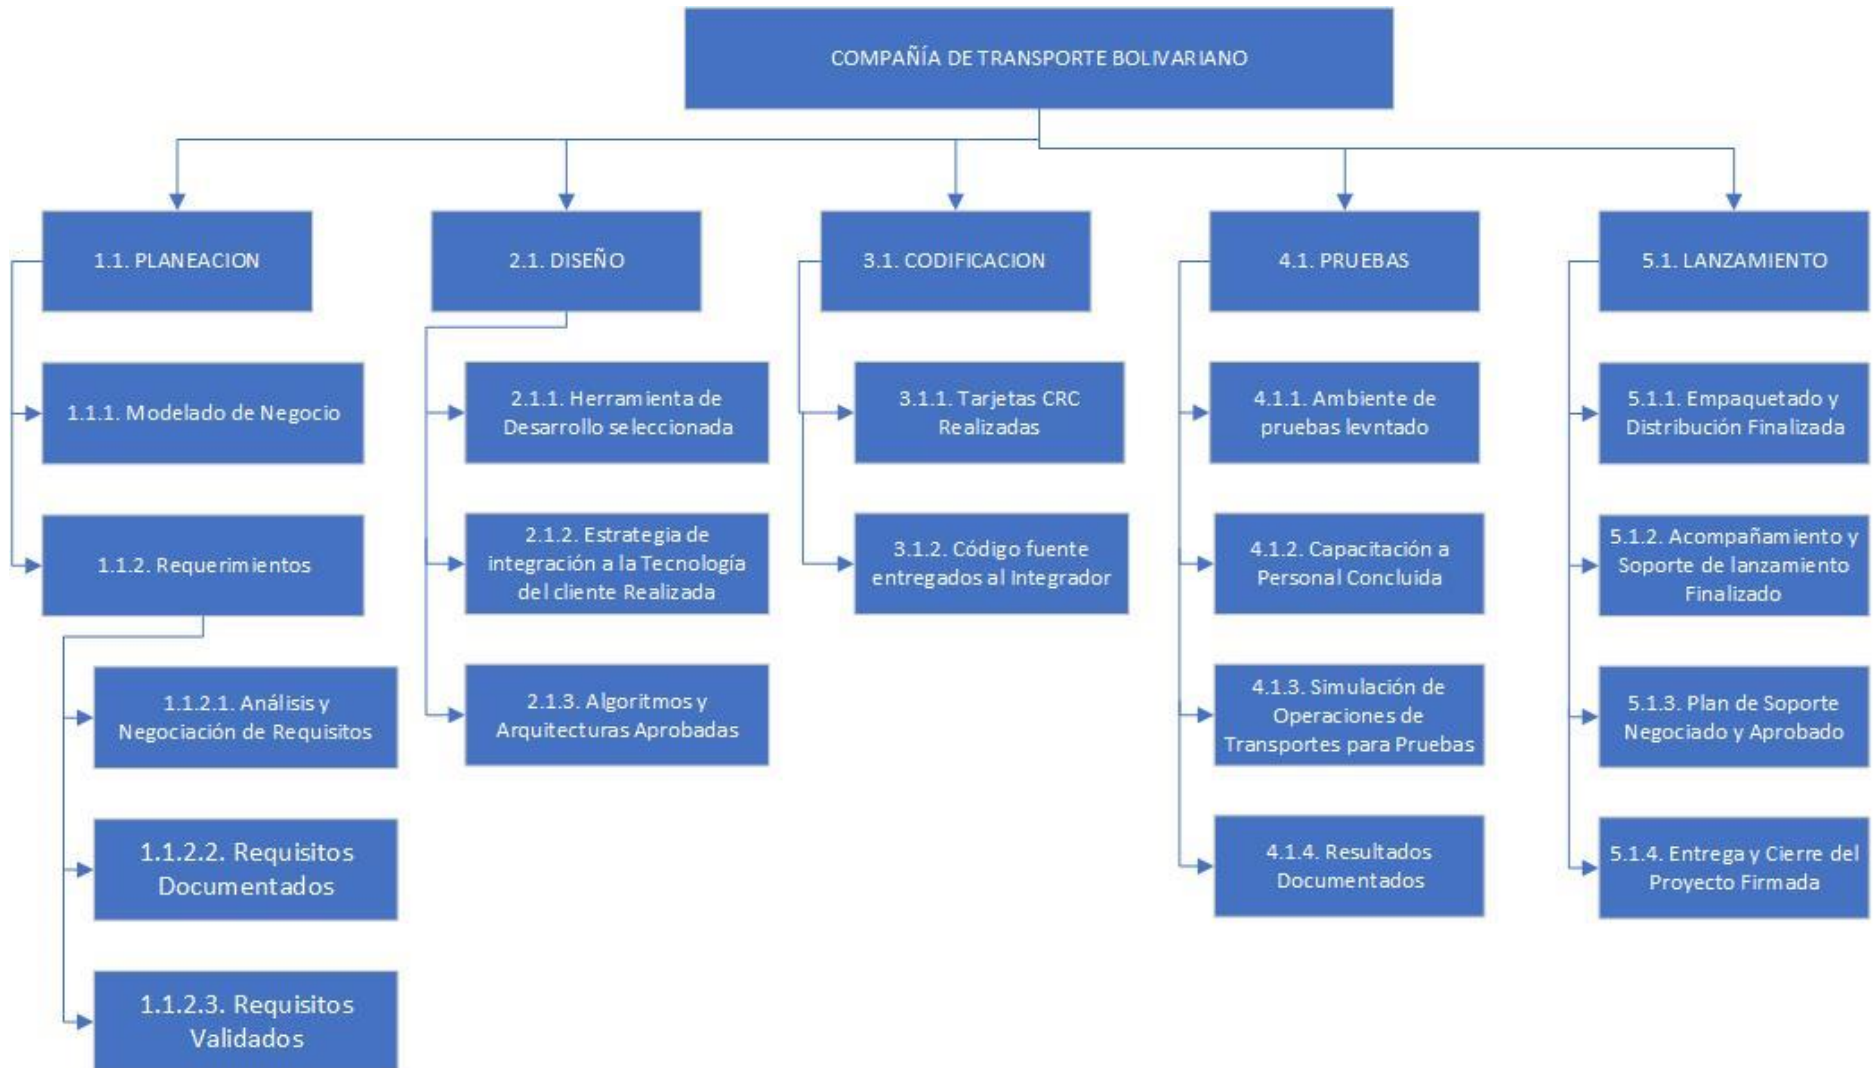 COMPAÑÍA DE TRANSPORTE BOLIVARIANO
1.1. PLANEACION
1.1.1. Modelado de Negocio
1.1.2. Requerimientos
1.1.2.1. Análisis y
Negociación de Requisitos
1.1.2.2. Requisitos
Documentados
1.1.2.3. Requisitos
Validados
2.1. DISEÑO
2.1.1. Herramienta de
Desarrollo seleccionada
2.1.2. Estrategia de
integración a la Tecnología
del cliente Realizada
2.1.3. Algoritmos y
Arquitecturas Aprobadas
3.1. CODIFICACION
3.1.1. Tarjetas CRC
Realizadas
3.1.2. Código fuente
entregados al Integrador
4.1. PRUEBAS
4.1.1. Ambiente de
pruebas levntado
4.1.2. Capacitación a
Personal Concluida
4.1.3. Simulación de
Operaciones de
Transportes para Pruebas
4.1.4. Resultados
Documentados
5.1. LANZAMIENTO
5.1.1. Empaquetado y
Distribución Finalizada
5.1.2. Acompañamiento y
Soporte de lanzamiento
Finalizado
5.1.3. Plan de Soporte
Negociado y Aprobado
5.1.4. Entrega y Cierre del
Proyecto Firmada